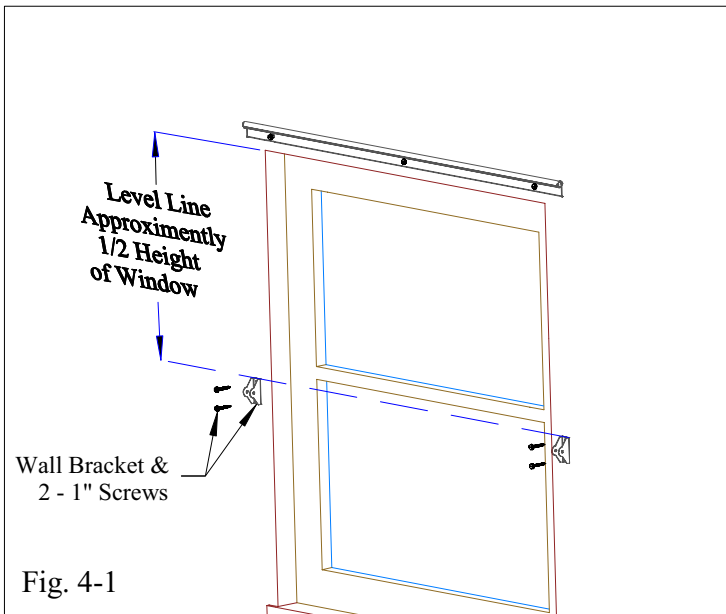 Level Line
Approximently
1/2 Height
of Window
Wall Bracket &
2 - 1" Screws
Fig. 4-1